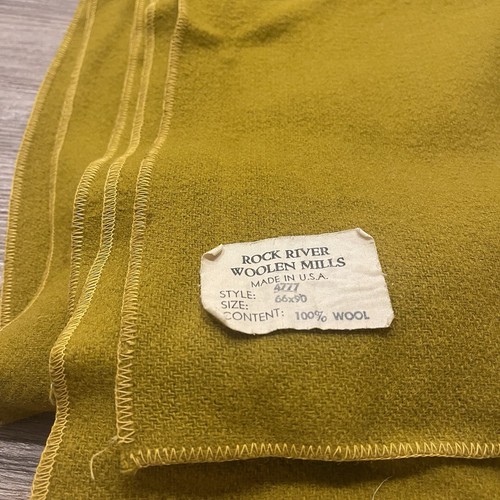 ROCK RIVER
WOOLEN MILLS
MADE IN U.S.A.
STYLE: 4777
SIZE: 66x90
CONTENT: 100% WOOL